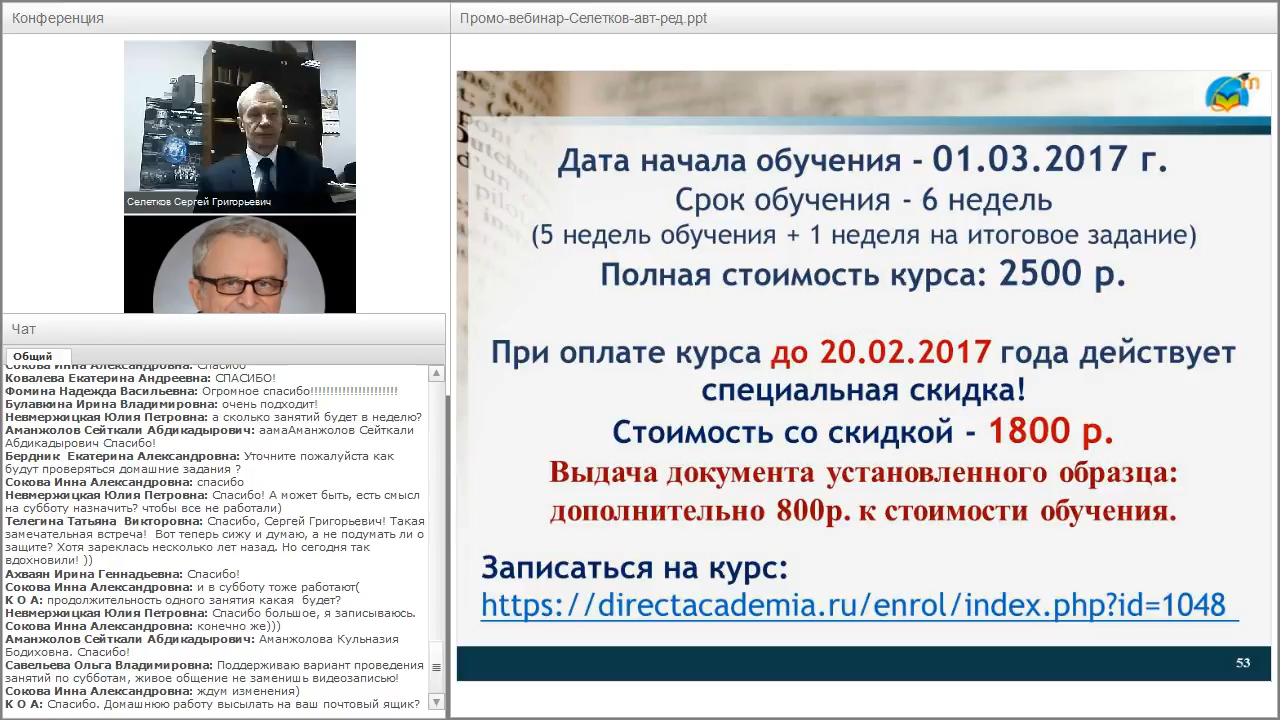 Конференция
Промо-вебинар-Селетков-авт-ред.ppt
Селетков Сергей Григорьевич
Чат
Общий
Сокова Инна Александровна: Спасибо
Ковалева Екатерина Андреевна: СПАСИБО!
Фомина Надежда Васильевна: Огромное спасибо!!!!!!!!!!!!!!!!!!!!!!
Булавкина Ирин Владимировна: очень подходит!
Невмержицкая Юлия Петровна: а сколько занятий будет в неделю?
Аманжолов Сейткали Абдикадырович: аамаАманжолов Сейткали
Абдикадырович Спасибо!
Бердник Екатерина Александровна: Уточните пожалуйста как
будут проверяться домашние задания ?
Сокова Инна Александровна: спасибо
Невмержицкая Юлия Петровна: Спасибо! А может быть, есть смысл
на субботу назначить? чтобы все не работали)
Телегина Татьяна Викторовна: Спасибо, Сергей Григорьевич! Такая
замечательная встреча! Вот теперь сижу и думаю, а не подумать ли о
защите? Хотя зареклась несколько лет назад. Но сегодня так
вдохновили! ))
Ахваян Ирина Геннадьевна: Спасибо!
Сокова Инна Александровна: и в субботу тоже работают(
К О А: продолжительность одного занятия какая будет?
Невмержицкая Юлия Петровна: Спасибо большое, я записываюсь.
Сокова Инна Александровна: конечно же)))
Аманжолов Сейткали Абдикадырович: Аманжолова Кульназия
Бодиховна. Спасибо!
Савельева Ольга Владимировна: Поддерживаю вариант проведения
занятий по субботам, живое общение не заменишь видеозаписью!
Сокова Инна Александровна: ждум изменения)
К О А: Спасибо. Домашнюю работу высылать на ваш почтовый ящик?
Дата начала обучения - 01.03.2017 г.
Срок обучения - 6 недель
(5 недель обучения + 1 неделя на итоговое задание)
Полная стоимость курса: 2500 р.
При оплате курса до 20.02.2017 года действует
специальная скидка!
Стоимость со скидкой - 1800 р.
Выдача документа установленного образца:
дополнительно 800р. к стоимости обучения.
Записаться на курс:
https://directacademia.ru/enrol/index.php?id=1048
53